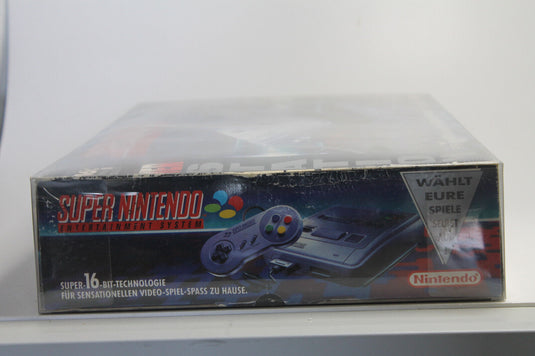 SUPER NINTENDO
ENTERTAINMENT SYSTEM
SUPER-16-BIT-TECHNOLOGIE
FÜR SENSATIONELLEN VIDEO-SPIEL-SPASS ZU HAUSE.
WÄHLT
EURE
SPIELE
SELBST
Nintendo